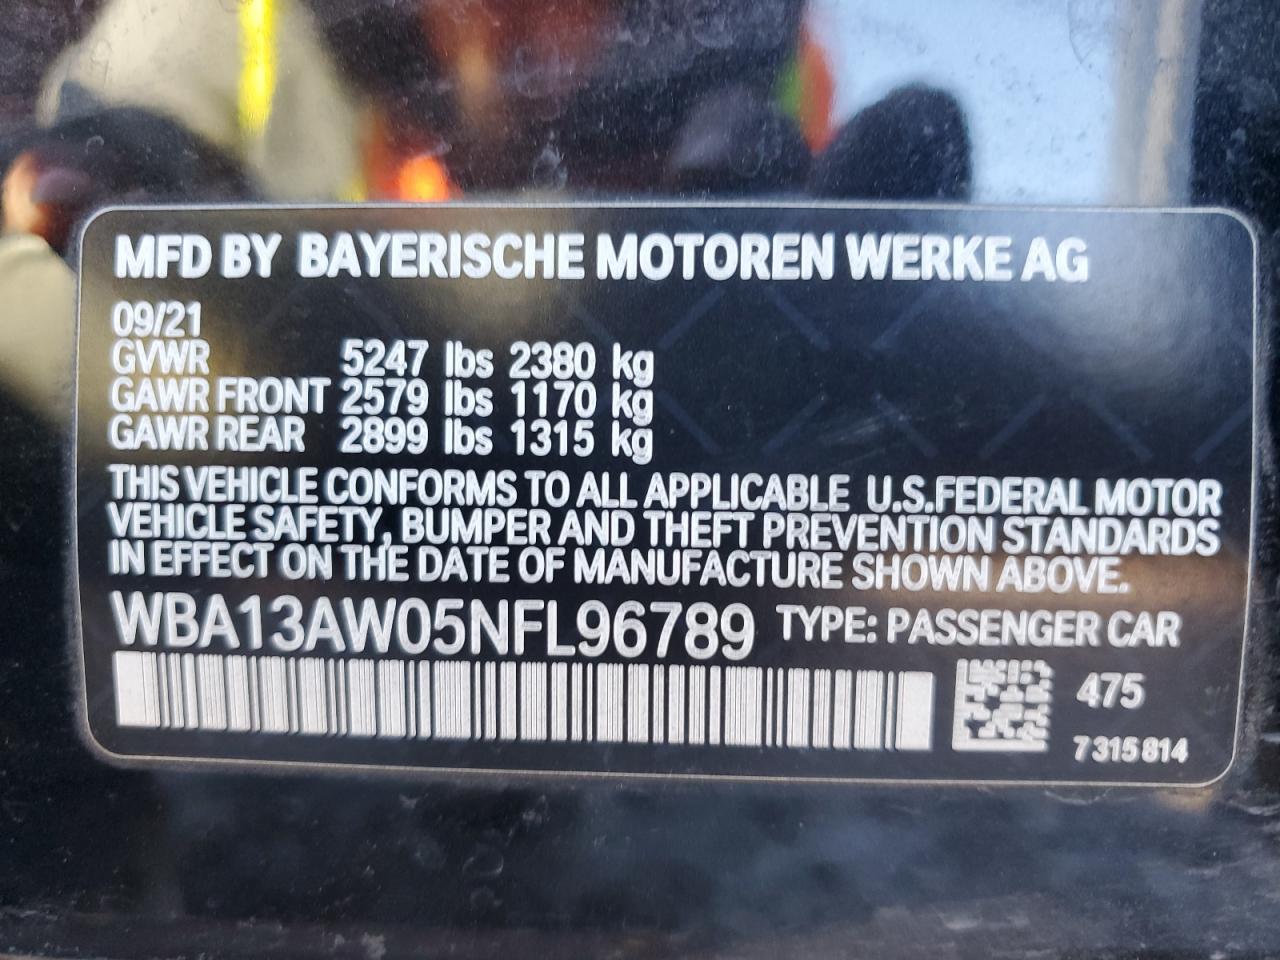 MFD BY BAYERISCHE MOTOREN WERKE AG
09/21
GVWR 5247 lbs 2380 kg
GAWR FRONT 2579 lbs 1170 kg
GAWR REAR 2899 lbs 1315 kg
THIS VEHICLE CONFORMS TO ALL APPLICABLE U.S.FEDERAL MOTOR
VEHICLE SAFETY, BUMPER AND THEFT PREVENTION STANDARDS
IN EFFECT ON THE DATE OF MANUFACTURE SHOWN ABOVE.
WBA13AW05NFL96789 TYPE: PASSENGER CAR
475
7 315 814